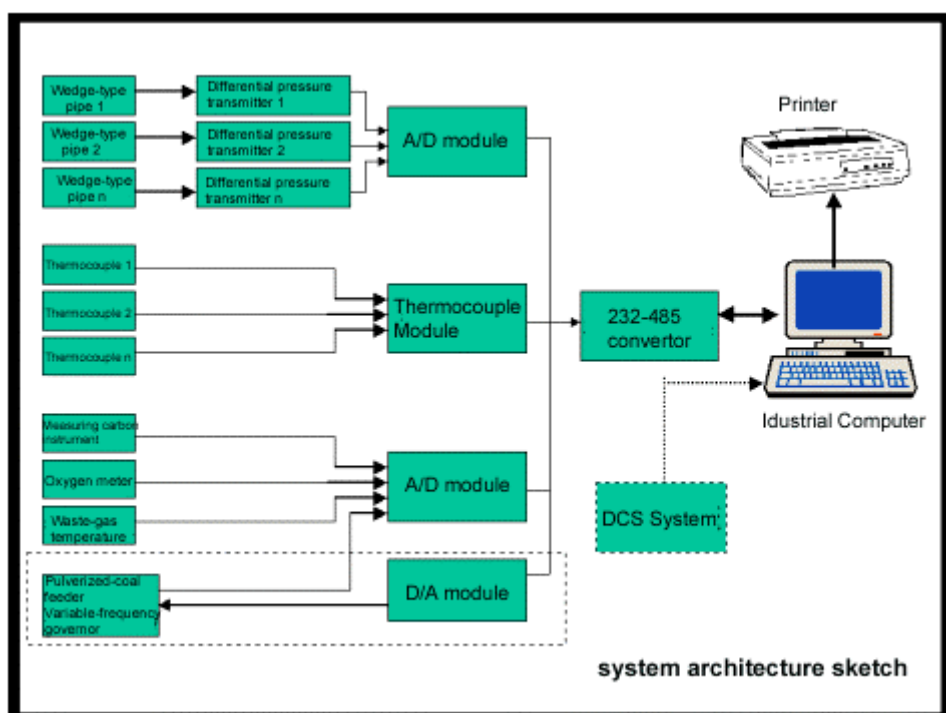 Wedge-type
pipe 1
Differential pressure
transmitter 1
Wedge-type
pipe 2
Differential pressure
transmitter 2
Wedge-type
pipe n
Differential pressure
transmitter n
A/D module
Printer
Thermocouple 1
Thermocouple 2
Thermocouple n
Thermocouple
Module
232-485
convertor
Idustrial Computer
Measuring carbon
instrument
Oxygen meter
Waste-gas
temperature
A/D module
DCS System
Pulverized-coal
feeder
Variable-frequency
governor
D/A module
system architecture sketch